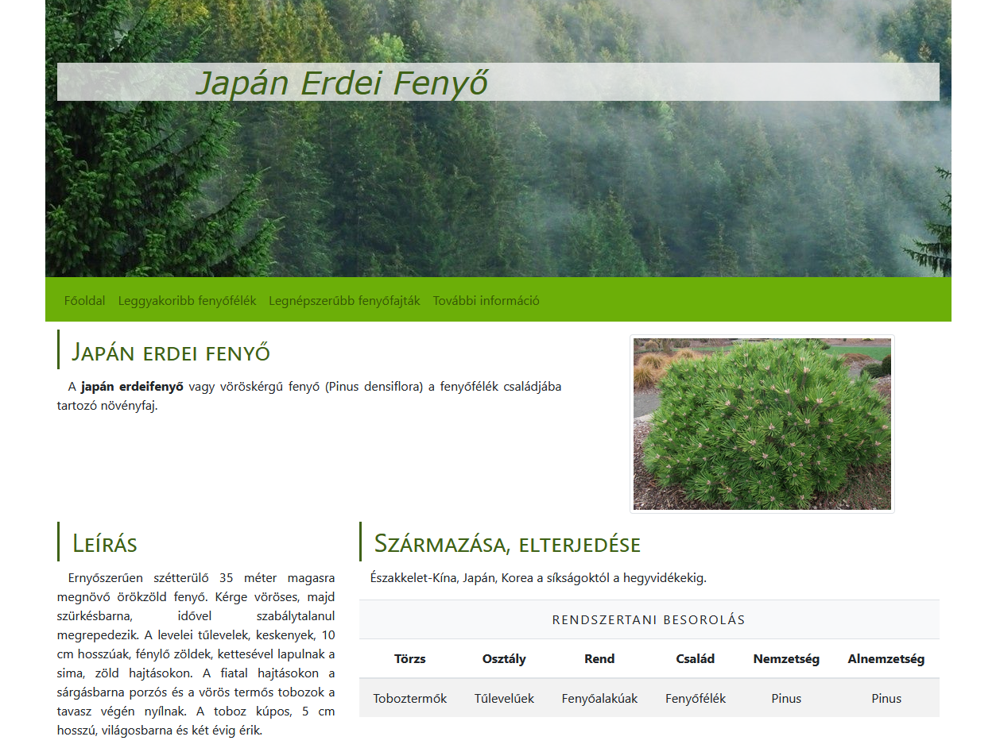 Japán Erdei Fenyő
Főoldal Leggyakoribb fenyőfélék Legnépszerűbb fenyőfajták További információ
Japán erdei fenyő
A japán erdeifenyő vagy vöröskérgű fenyő (Pinus densiflora) a fenyőfélék családjába
tartozó növényfaj.
Leírás
Ernyőszerűen szétterülő 35 méter magasra
megnövő örökzöld fenyő. Kérge vöröses, majd
szürkésbarna, idővel szabálytalanul
megrepedezik. A levelei tűlevelek, keskenyek, 10
cm hosszúak, fénylő zöldek, kettesével lapulnak a
sima, zöld hajtásokon. A fiatal hajtásokon a
sárgásbarna porzós és a vörös termős tobozok a
tavasz végén nyílnak. A toboz kúpos, 5 cm
hosszú, világosbarna és két évig érik.
Származása, elterjedése
Északkelet-Kína, Japán, Korea a síkságoktól a hegyvidékekig.
RENDSZERTANI BESOROLÁS
Törzs Osztály Rend Család Nemzetség Alnemzetség
Toboztermők Tűlevelűek Fenyőalakúak Fenyőfélék Pinus Pinus